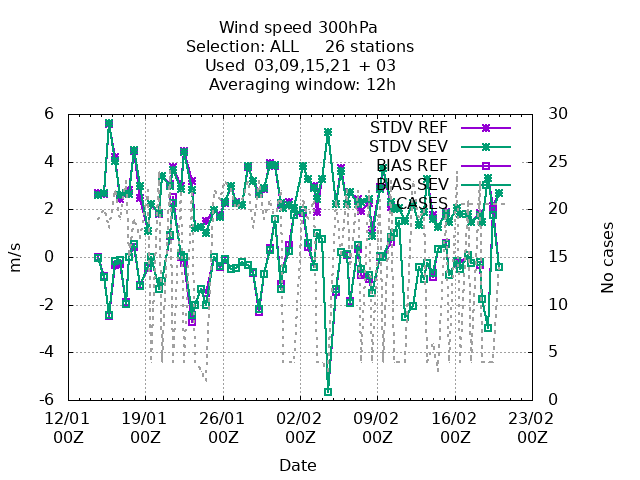 Wind speed 300hPa
Selection: ALL 26 stations
Used 03,09,15,21 + 03
Averaging window: 12h
6 30
STDV REF
STDV SEV
4 25
BIAS REF
BIAS SEV
CASES
2 20
m/s
0 15
No cases
-2 10
-4 5
-6 0
12/01 19/01 26/01 02/02 09/02 16/02 23/02
00Z 00Z 00Z 00Z 00Z 00Z 00Z
Date